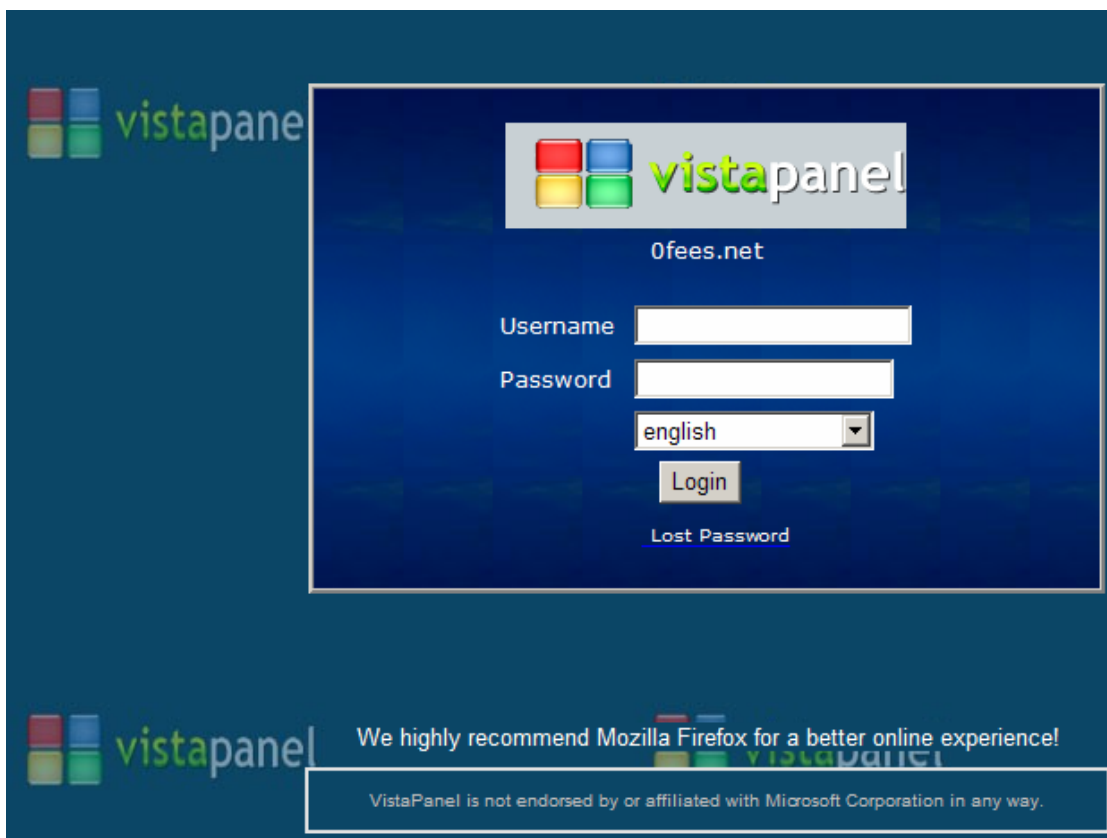 vistapane
vistapanel
0fees.net
Username
Password
english
Login
Lost Password
We highly recommend Mozilla Firefox for a better online experience!
vistapanel
vistapanel
VistaPanel is not endorsed by or affiliated with Microsoft Corporation in any way.